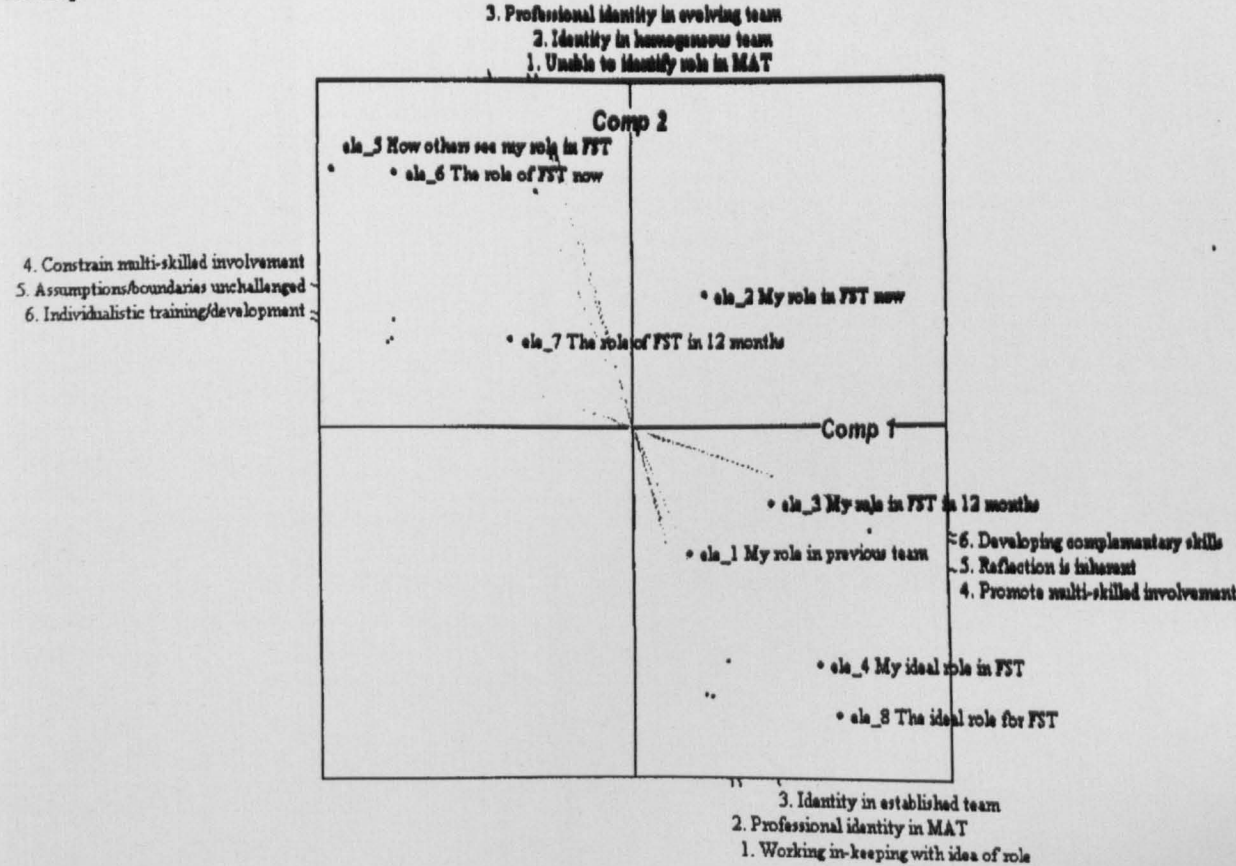 3. Professional identity in evolving team
2. Identity in homogeneous team
1. Unable to identify role in MAT
Comp 2
ele_5 How others see my role in FST
ele_6 The role of FST now
4. Constrain multi-skilled involvement
5. Assumptions/boundaries unchallenged
6. Individualistic training/development
ele_2 My role in FST now
ele_7 The role of FST in 12 months
Comp 1
ele_3 My role in FST in 12 months
ele_1 My role in previous team
6. Developing complementary skills
5. Reflection is inherent
4. Promote multi-skilled involvement
ele_4 My ideal role in FST
ele_8 The ideal role for FST
3. Identity in established team
2. Professional identity in MAT
1. Working in-keeping with idea of role